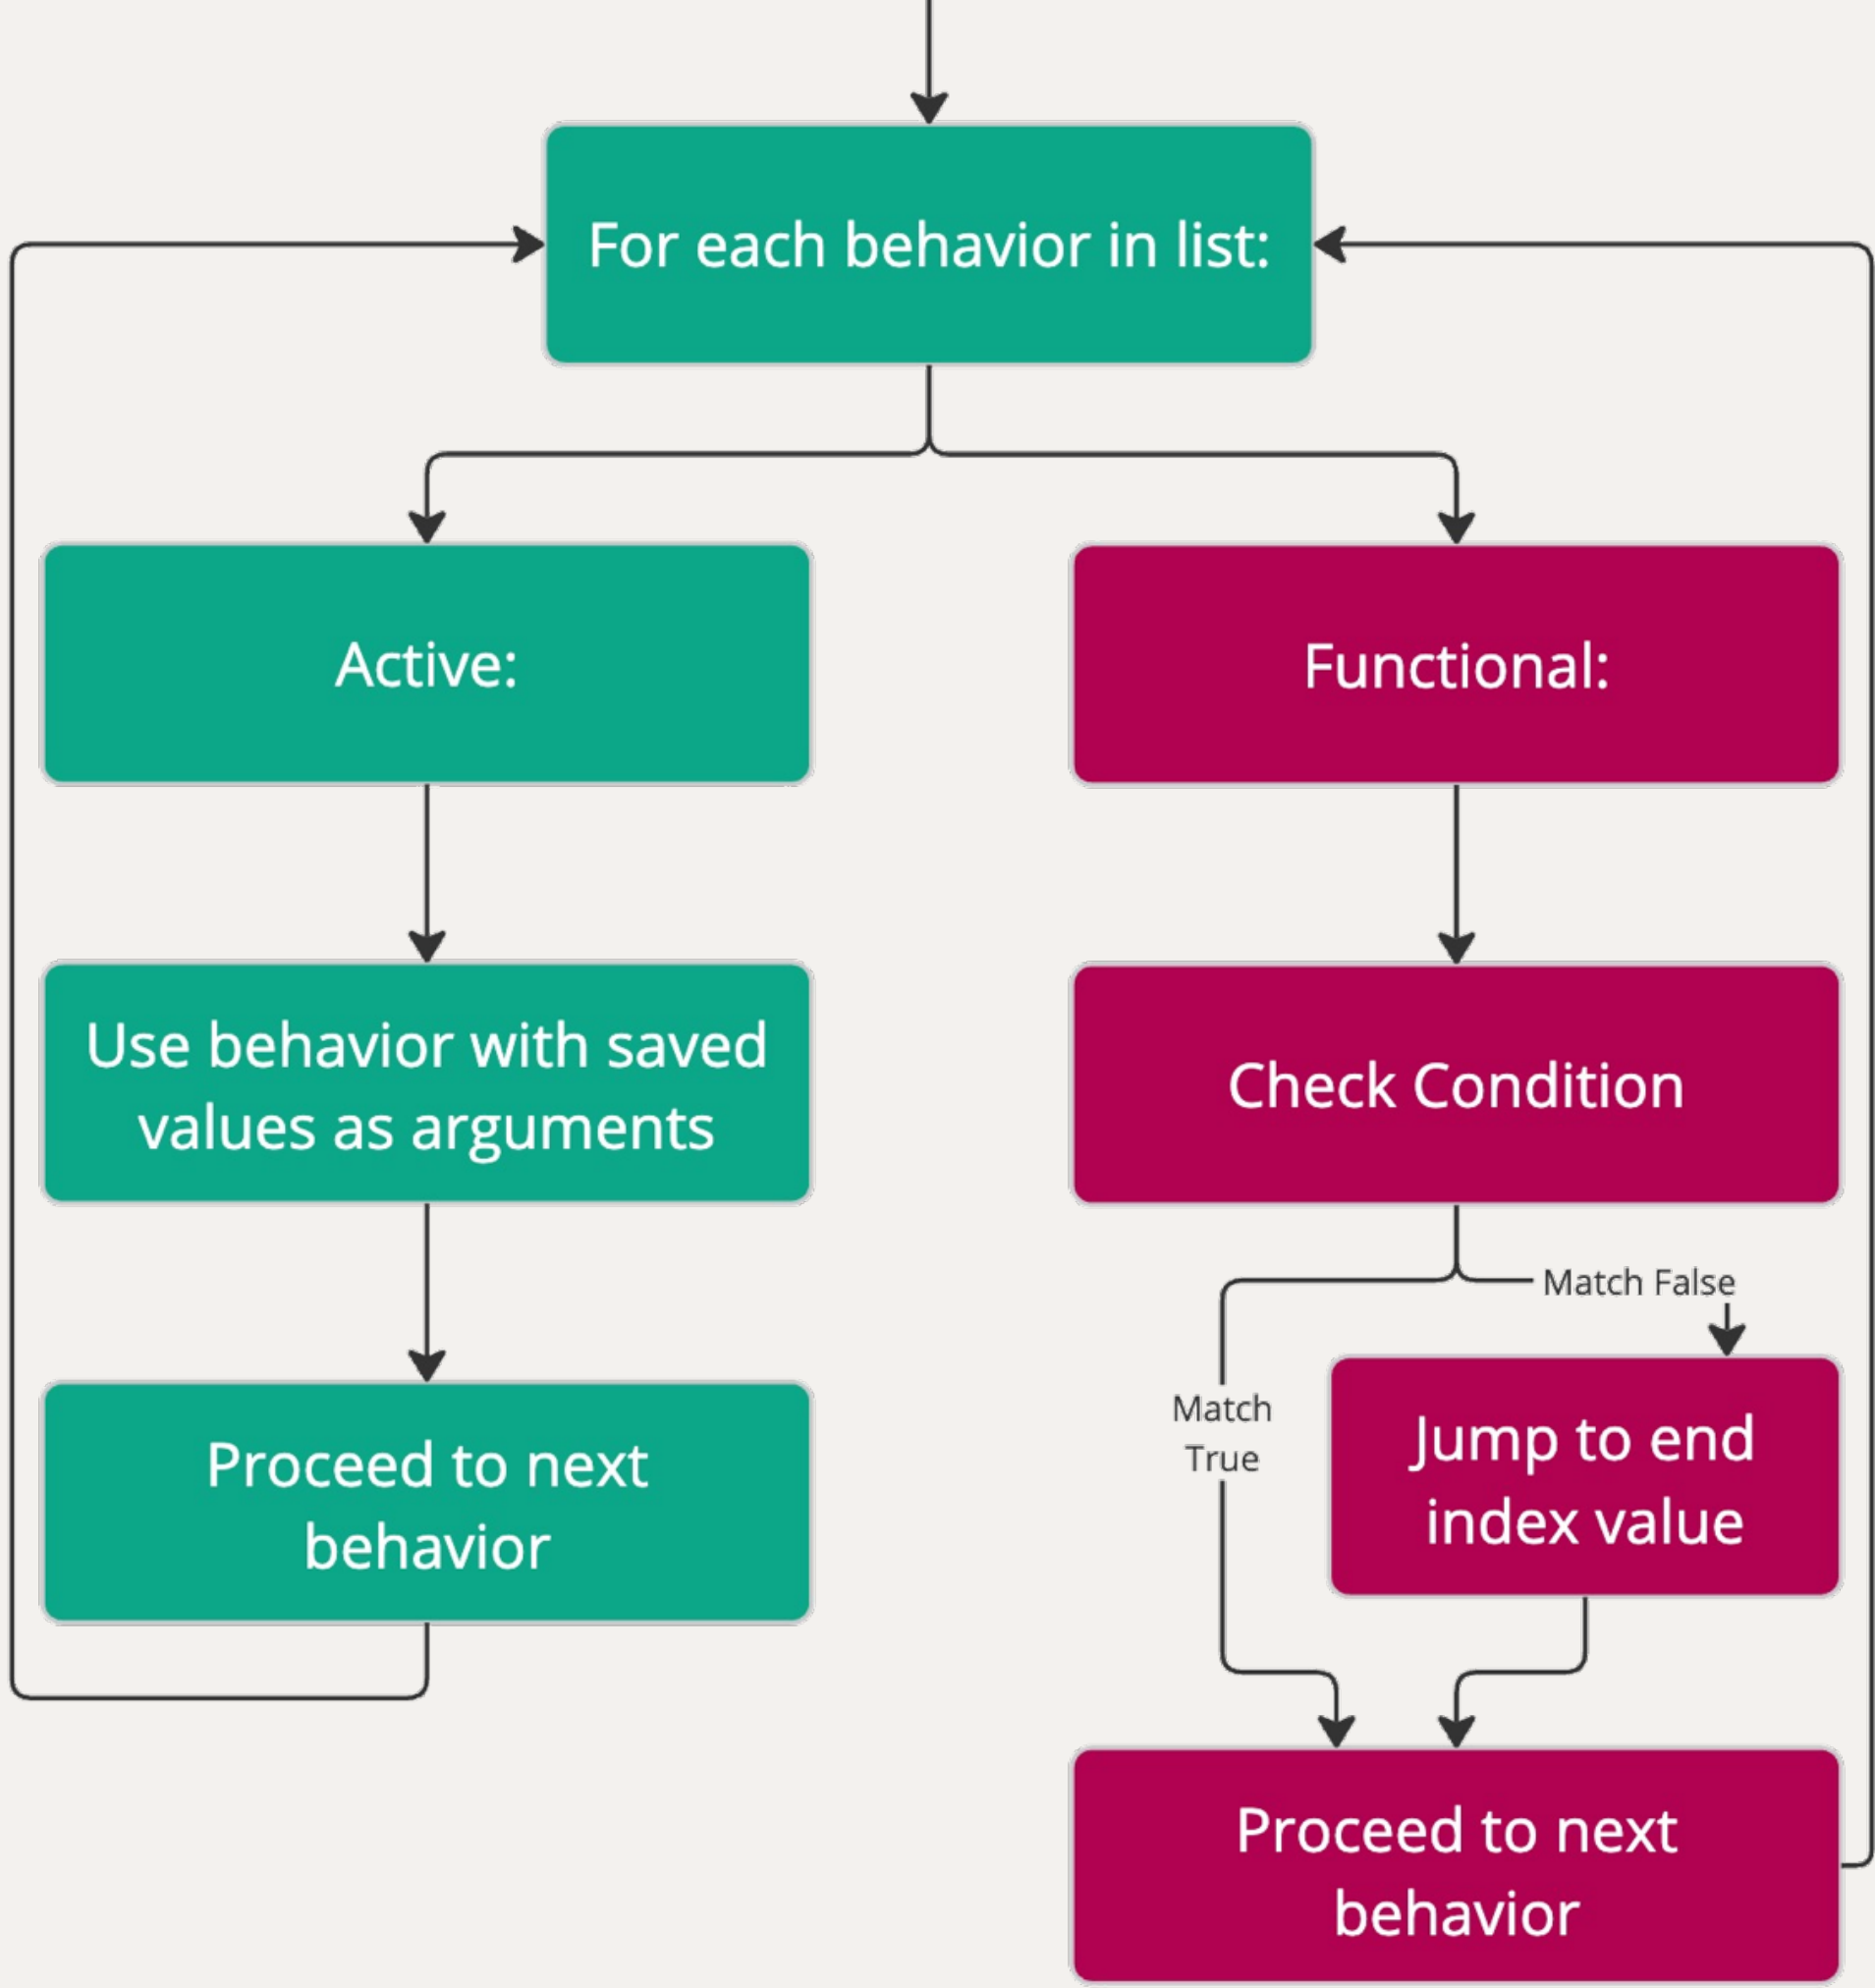 For each behavior in list:
Active:
Functional:
Use behavior with saved
values as arguments
Check Condition
Match False
Match
True
Jump to end
index value
Proceed to next
behavior
Proceed to next
behavior